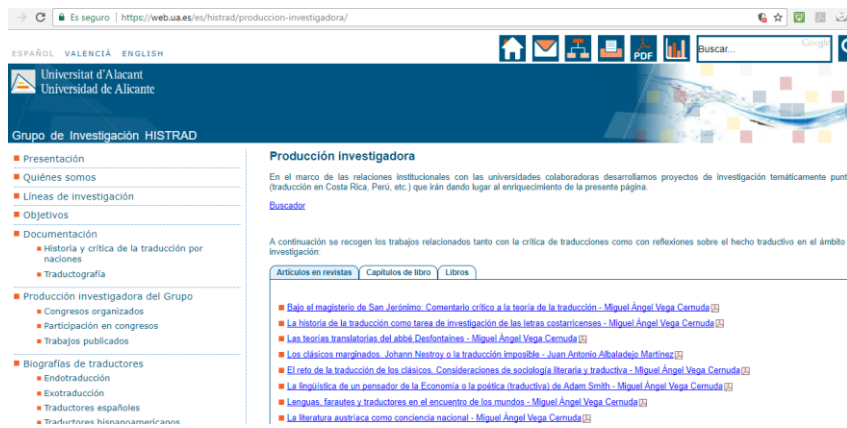 Es seguro | https://web.ua.es/es/histrad/produccion-investigadora/
ESPAÑOL VALENCIÀ ENGLISH
PDF
Buscar...
Google
Universitat d'Alacant
Universidad de Alicante
Grupo de Investigación HISTRAD
Presentación
Quiénes somos
Líneas de investigación
Objetivos
Documentación
Historia y crítica de la traducción por
naciones
Traductografía
Producción investigadora del Grupo
Congresos organizados
Participación en congresos
Trabajos publicados
Biografías de traductores
Endotraducción
Exotraducción
Traductores españoles
Traductores hispanoamericanos
Producción investigadora
En el marco de las relaciones institucionales con las universidades colaboradoras desarrollamos proyectos de investigación temáticamente punt
(traducción en Costa Rica, Perú, etc.) que irán dando lugar al enriquecimiento de la presente página.
Buscador
A continuación se recogen los trabajos relacionados tanto con la crítica de traducciones como con reflexiones sobre el hecho traductivo en el ámbito
investigación:
Artículos en revistas Capítulos de libro Libros
Bajo el magisterio de San Jerónimo: Comentario crítico a la teoría de la traducción - Miguel Ángel Vega Cernuda
La historia de la traducción como tarea de investigación de las letras costarricenses - Miguel Ángel Vega Cernuda
Las teorías translatorias del abbé Desfontaines - Miguel Ángel Vega Cernuda
Los clásicos marginados. Johann Nestroy o la traducción imposible - Juan Antonio Albaladejo Martínez
El reto de la traducción de los clásicos. Consideraciones de sociología literaria y traductiva - Miguel Ángel Vega Cernuda
La lingüística de un pensador de la Economía o la poética (traductiva) de Adam Smith - Miguel Ángel Vega Cernuda
Lenguas, farautes y traductores en el encuentro de los mundos - Miguel Ángel Vega Cernuda
La literatura austríaca como conciencia nacional - Miguel Ángel Vega Cernuda